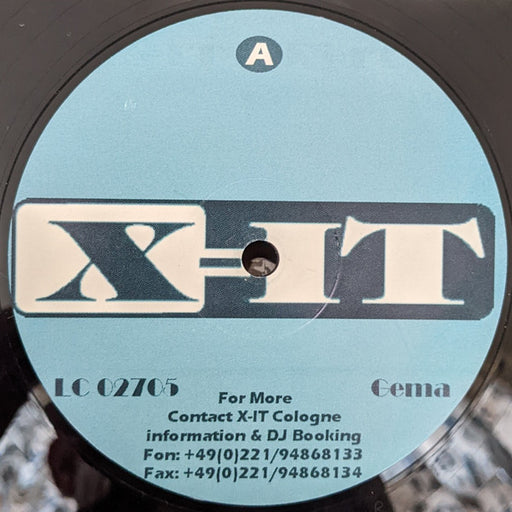 A
X-IT
LC 02705
Gema
For More
Contact X-IT Cologne
information & DJ Booking
Fon: +49(0)221/94868133
Fax: +49(0)221/94868134